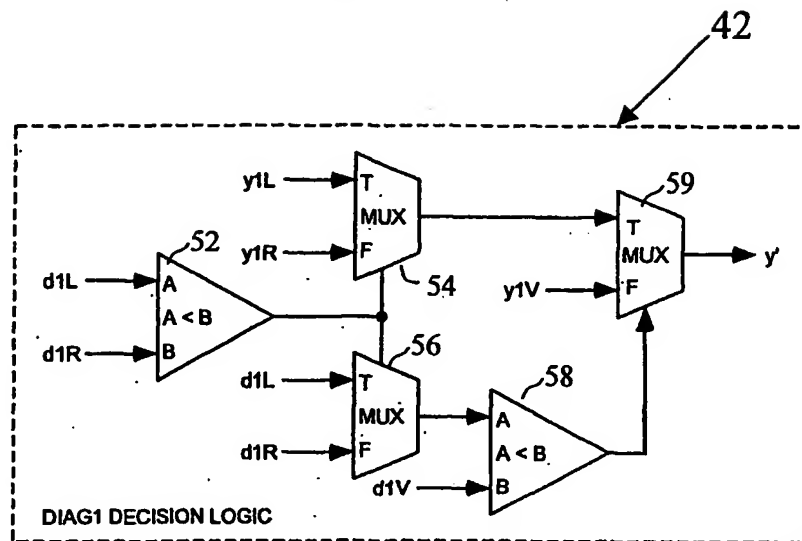 42
y1L
T
MUX
y1R
F
54
59
T
MUX
y'
y1V
F
52
d1L
A
A < B
d1R
B
56
d1L
T
MUX
d1R
F
58
A
A < B
d1V
B
DIAG1 DECISION LOGIC